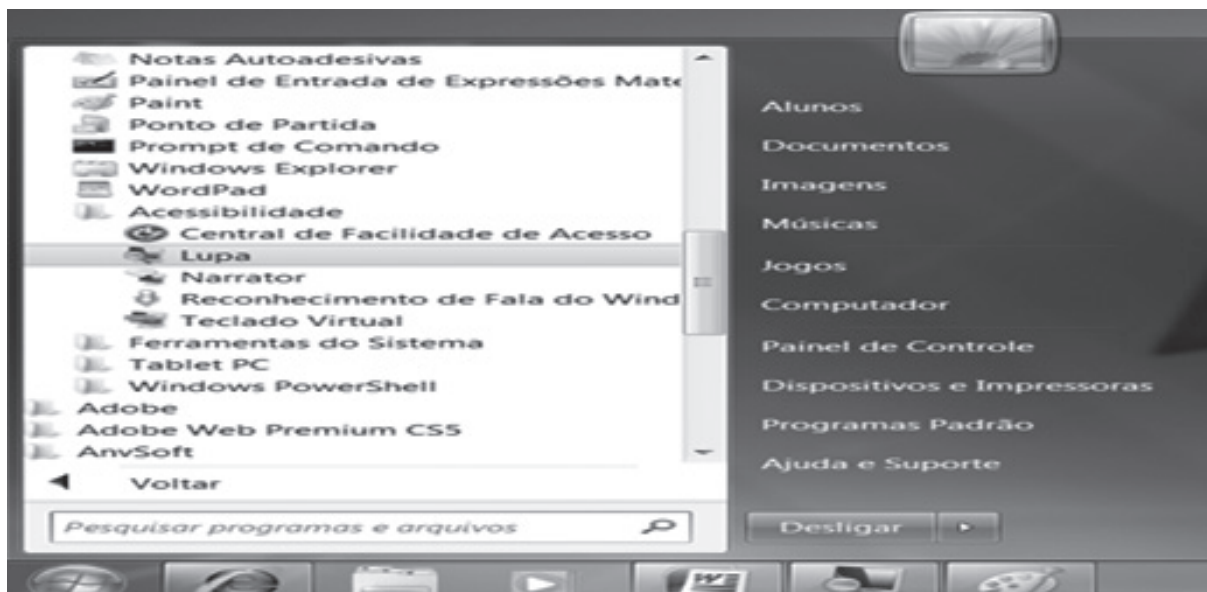 Notas Autoadesivas
Painel de Entrada de Expressões Mate
Paint
Ponto de Partida
Prompt de Comando
Windows Explorer
WordPad
Acessibilidade
Central de Facilidade de Acesso
Lupa
Narrator
Reconhecimento de Fala do Wind
Teclado Virtual
Ferramentas do Sistema
Tablet PC
Windows PowerShell
Adobe
Adobe Web Premium CS5
AnvSoft
Voltar
Pesquisar programas e arquivos
Alunos
Documentos
Imagens
Músicas
Jogos
Computador
Painel de Controle
Dispositivos e Impressoras
Programas Padrão
Ajuda e Suporte
Desligar